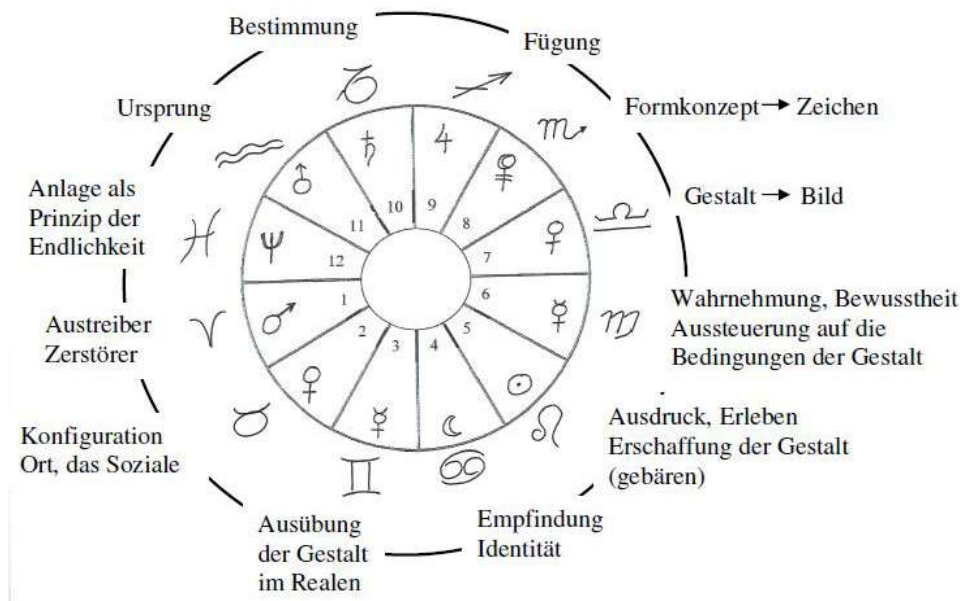 Bestimmung
Fügung
Ursprung
Formkonzept → Zeichen
Anlage als
Prinzip der
Endlichkeit
Gestalt → Bild
10 9
11 8
12 7
1 6
2 5
3 4
Austreiber
Zerstörer
Wahrnehmung, Bewusstheit
Aussteuerung auf die
Bedingungen der Gestalt
Konfiguration
Ort, das Soziale
Ausdruck, Erleben
Erschaffung der Gestalt
(gebären)
Ausübung
der Gestalt
im Realen
Empfindung
Identität